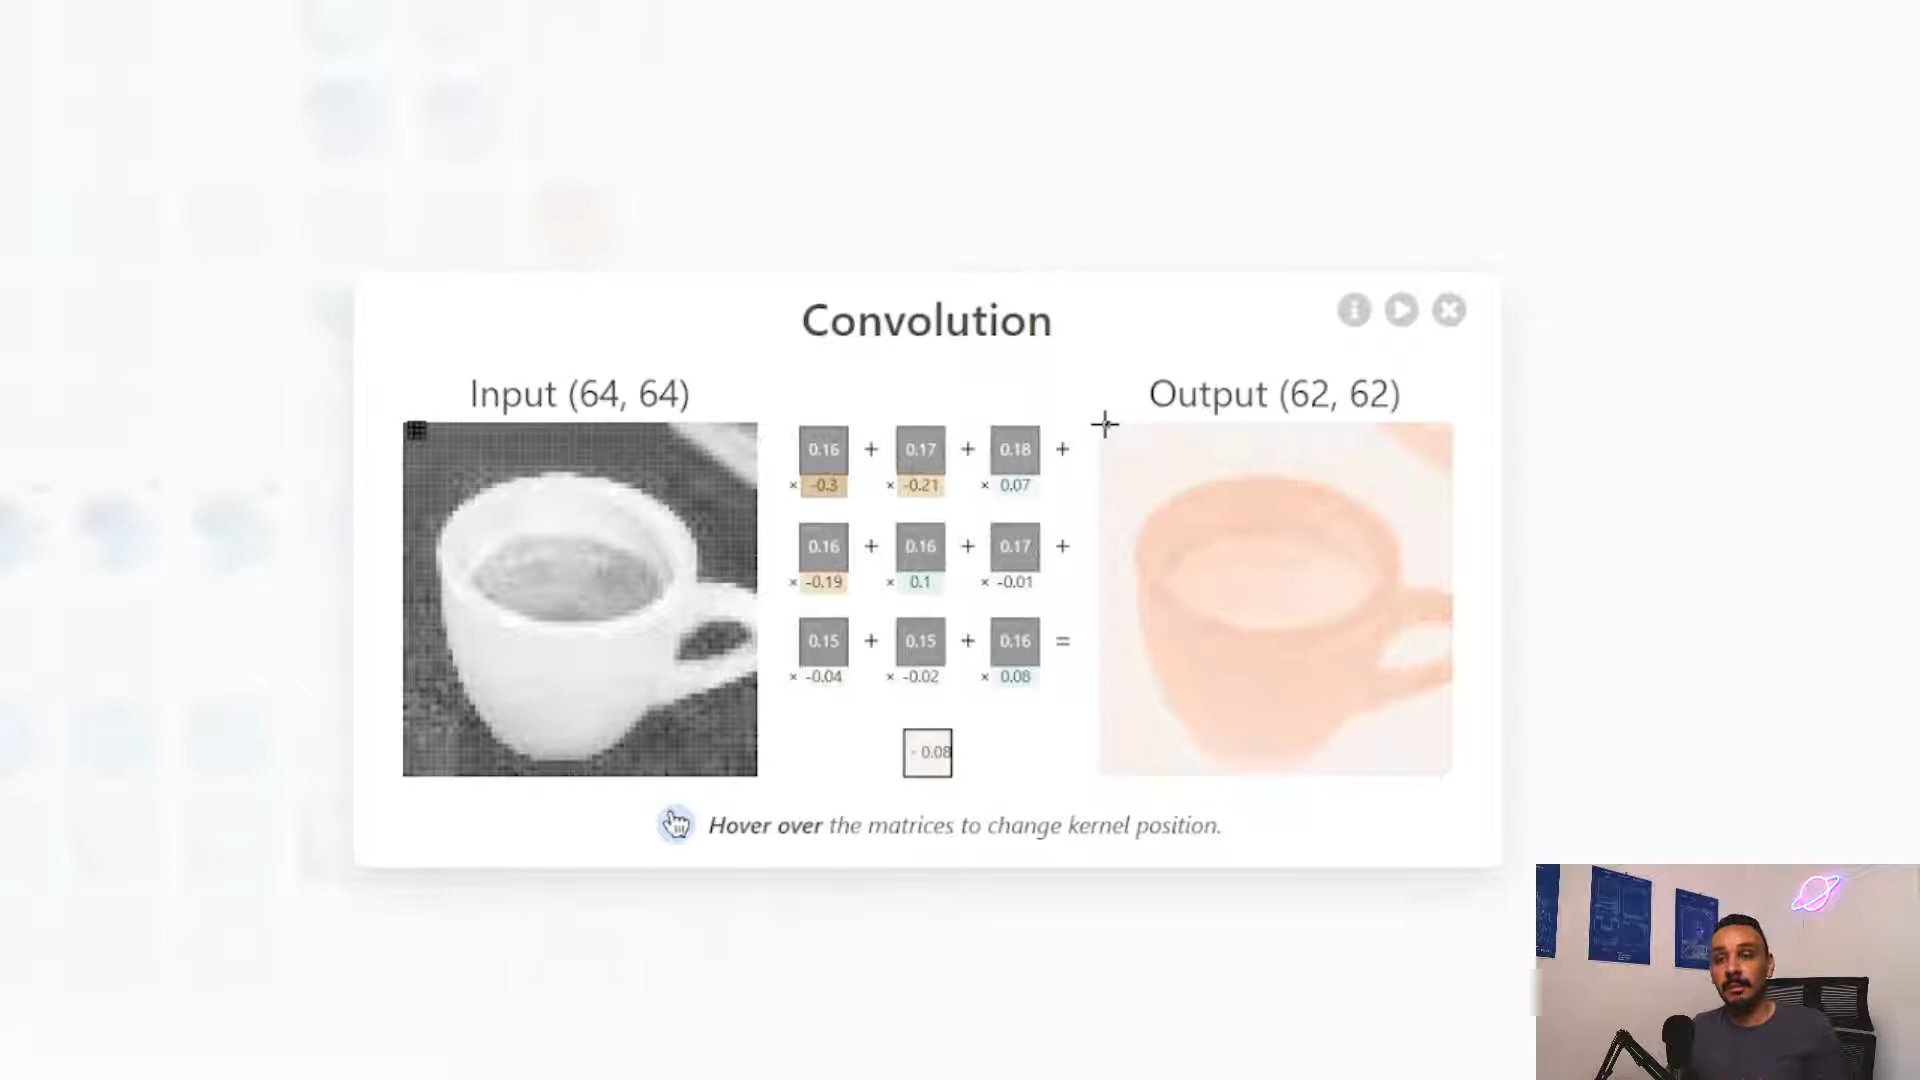 Convolution
Input (64, 64)
Output (62, 62)
0.16 + 0.17 + 0.18 +
× -0.3 × -0.21 × 0.07
0.16 + 0.16 + 0.17 +
× -0.19 × 0.1 × -0.01
0.15 + 0.15 + 0.16 =
× -0.04 × -0.02 × 0.08
- 0.08
Hover over the matrices to change kernel position.